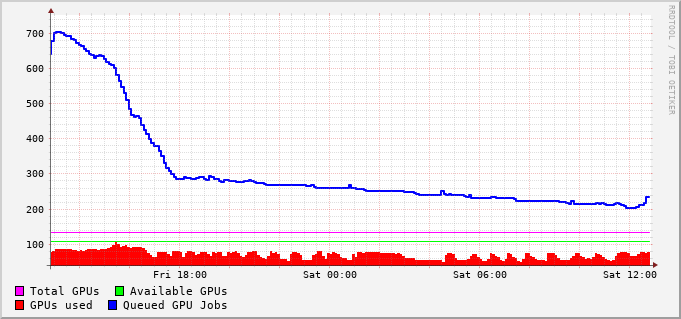 RRDTOOL / TOBI OETIKER
700
600
500
400
300
200
100
Fri 18:00 Sat 00:00 Sat 06:00 Sat 12:00
Total GPUs Available GPUs
GPUs used Queued GPU Jobs